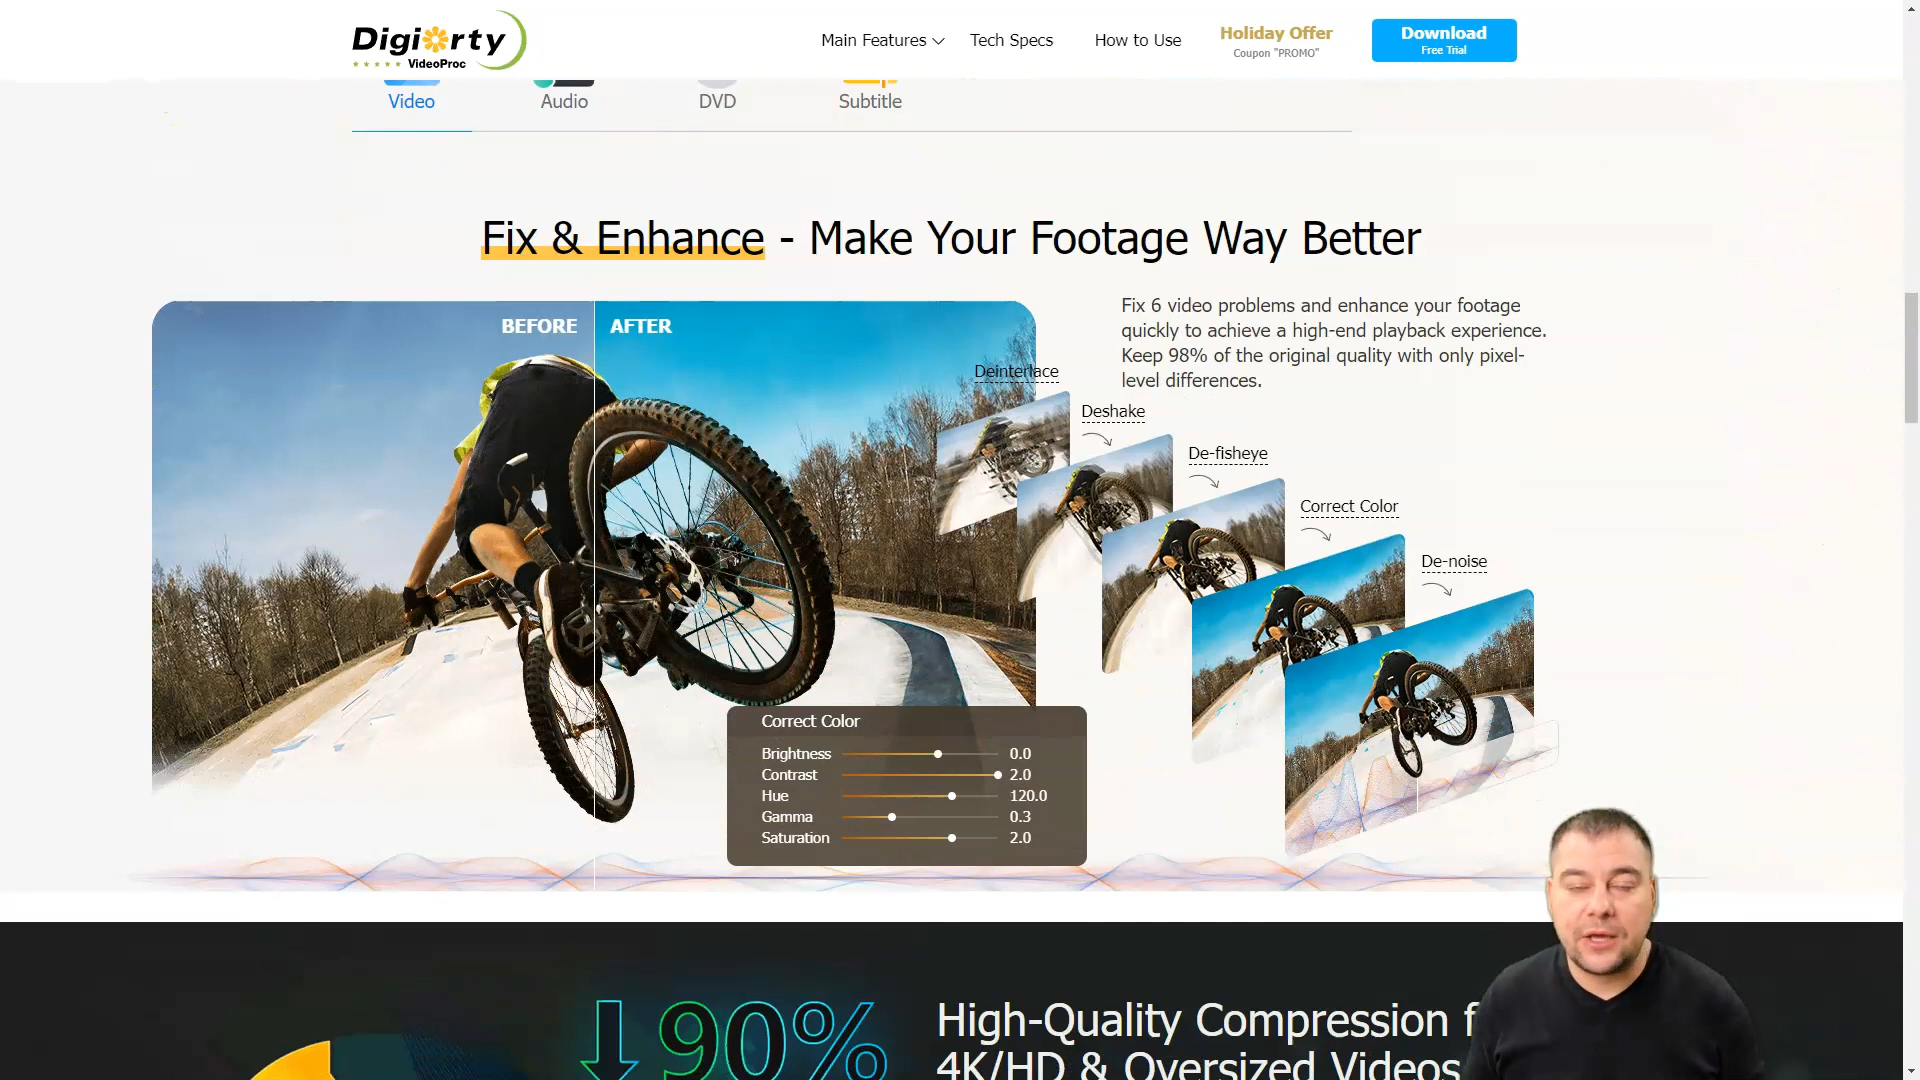 Digiarty
VideoProc
Main Features
Tech Specs
How to Use
Holiday Offer
Coupon "PROMO"
Download
Free Trial
Video
Audio
DVD
Subtitle
Fix & Enhance - Make Your Footage Way Better
BEFORE
AFTER
Fix 6 video problems and enhance your footage
quickly to achieve a high-end playback experience.
Keep 98% of the original quality with only pixel-
level differences.
Deinterlace
Deshake
De-fisheye
Correct Color
De-noise
Correct Color
Brightness 0.0
Contrast 2.0
Hue 120.0
Gamma 0.3
Saturation 2.0
90%
High-Quality Compression f
4K/HD & Oversized Videos